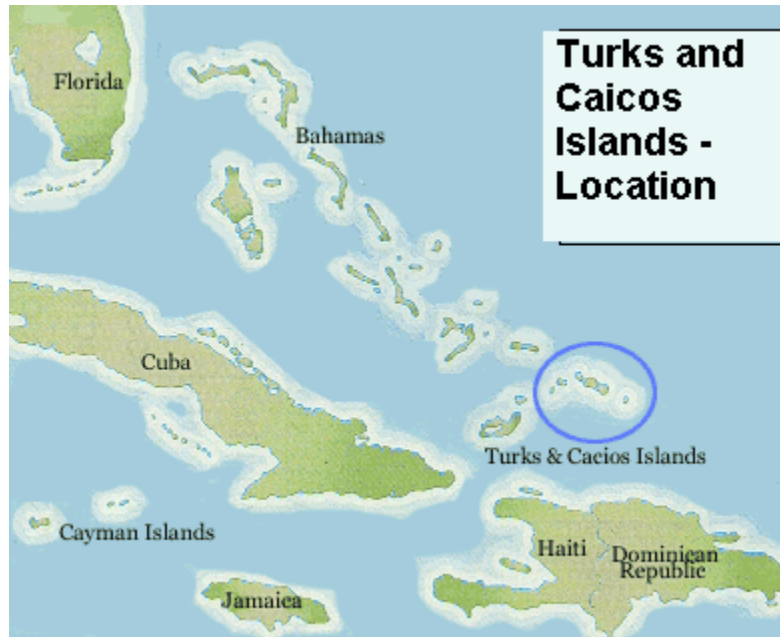 Turks and
Caicos
Islands -
Location
Florida
Bahamas
Cuba
Turks & Cacios Islands
Cayman Islands
Haiti
Dominican
Republic
Jamaica